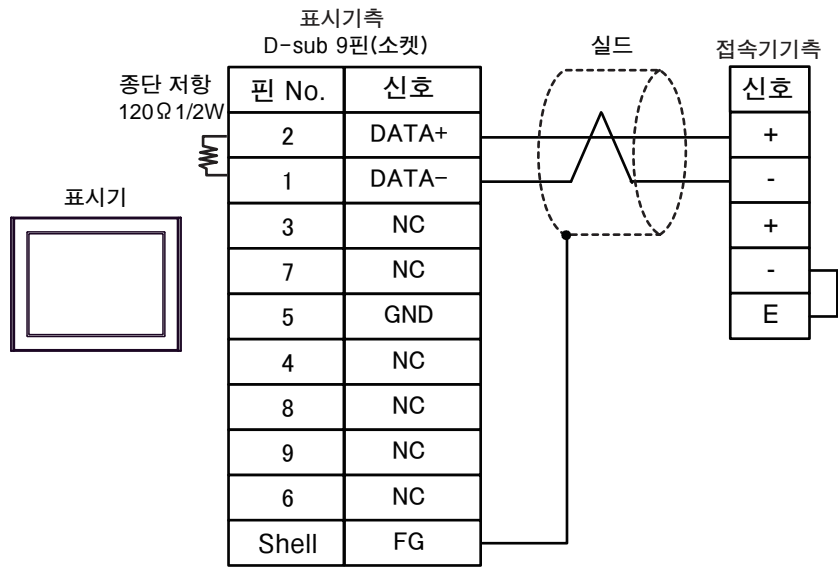 표시기측
D-sub 9핀(소켓)
실드
접속기기측
종단 저항
120Ω 1/2W
표시기
핀 No. 신호
2 DATA+
1 DATA-
3 NC
7 NC
5 GND
4 NC
8 NC
9 NC
6 NC
Shell FG
신호
+
-
+
-
E